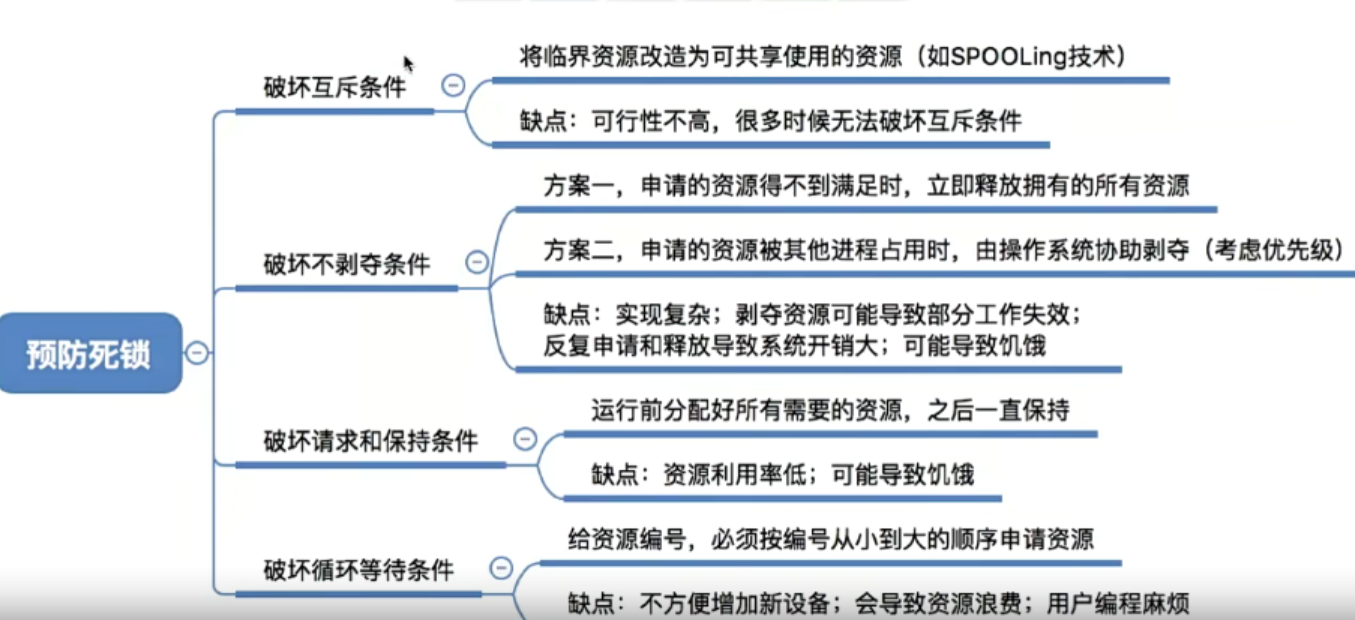 将临界资源改造为可共享使用的资源（如SPOOLing技术）
破坏互斥条件
缺点：可行性不高，很多时候无法破坏互斥条件
方案一，申请的资源得不到满足时，立即释放拥有的所有资源
方案二，申请的资源被其他进程占用时，由操作系统协助剥夺（考虑优先级）
破坏不剥夺条件
缺点：实现复杂；剥夺资源可能导致部分工作失效；
反复申请和释放导致系统开销大；可能导致饥饿
预防死锁
运行前分配好所有需要的资源，之后一直保持
破坏请求和保持条件
缺点：资源利用率低；可能导致饥饿
给资源编号，必须按编号从小到大的顺序申请资源
破坏循环等待条件
缺点：不方便增加新设备；会导致资源浪费；用户编程麻烦